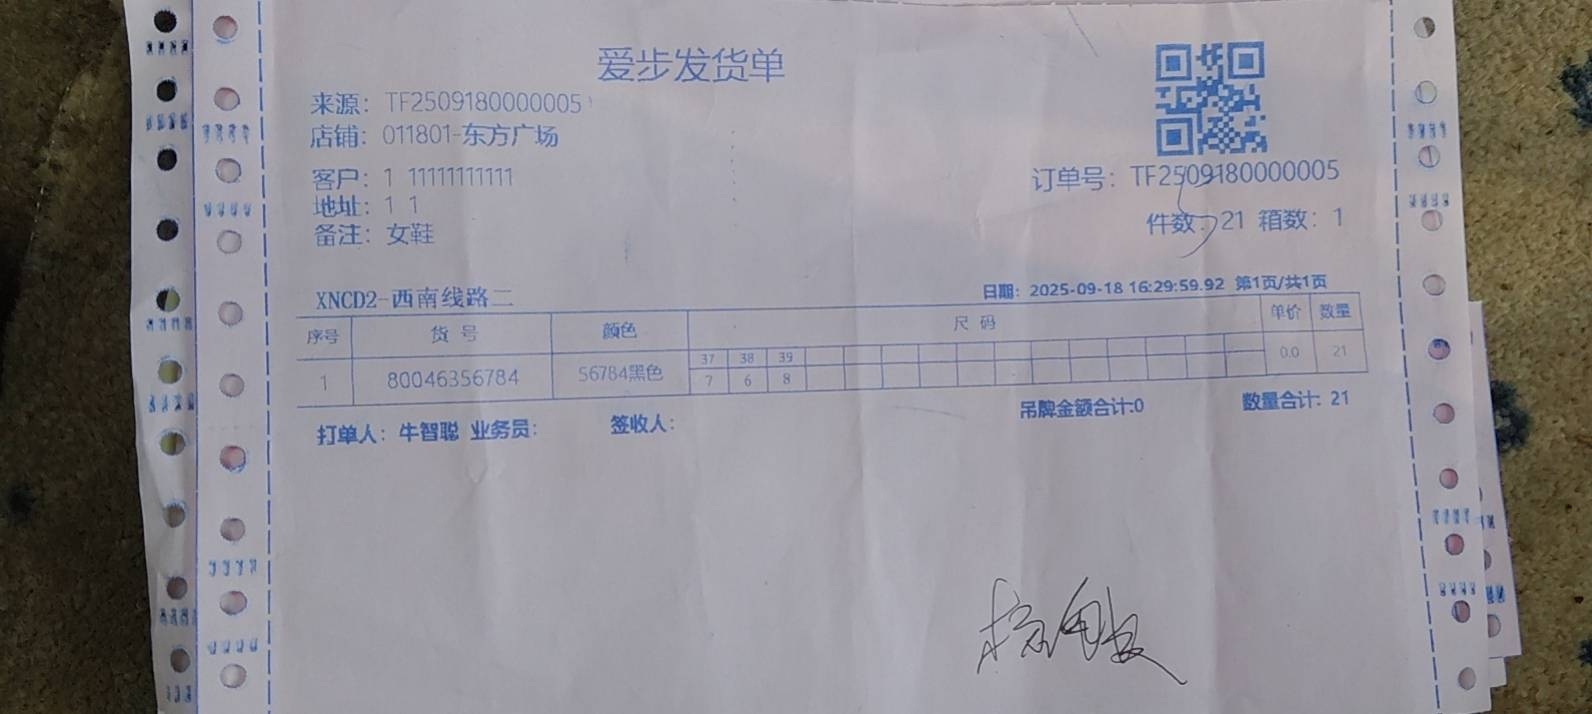 爱步发货单
来源: TF2509180000005
店铺: 011801-东方广场
客户: 1 11111111111
订单号: TF2509180000005
地址: 1 1
件数: 21 箱数: 1
备注: 女鞋
XNCD2-西南线路二
日期: 2025-09-18 16:29:59.92 第1页/共1页
序号 货 号 颜色 尺 码 单价 数量
37 38 39
1 80046356784 56784黑色 7 6 8 0.0 21
吊牌金额合计:0 数量合计: 21
打单人: 牛智聪 业务员: 签收人: